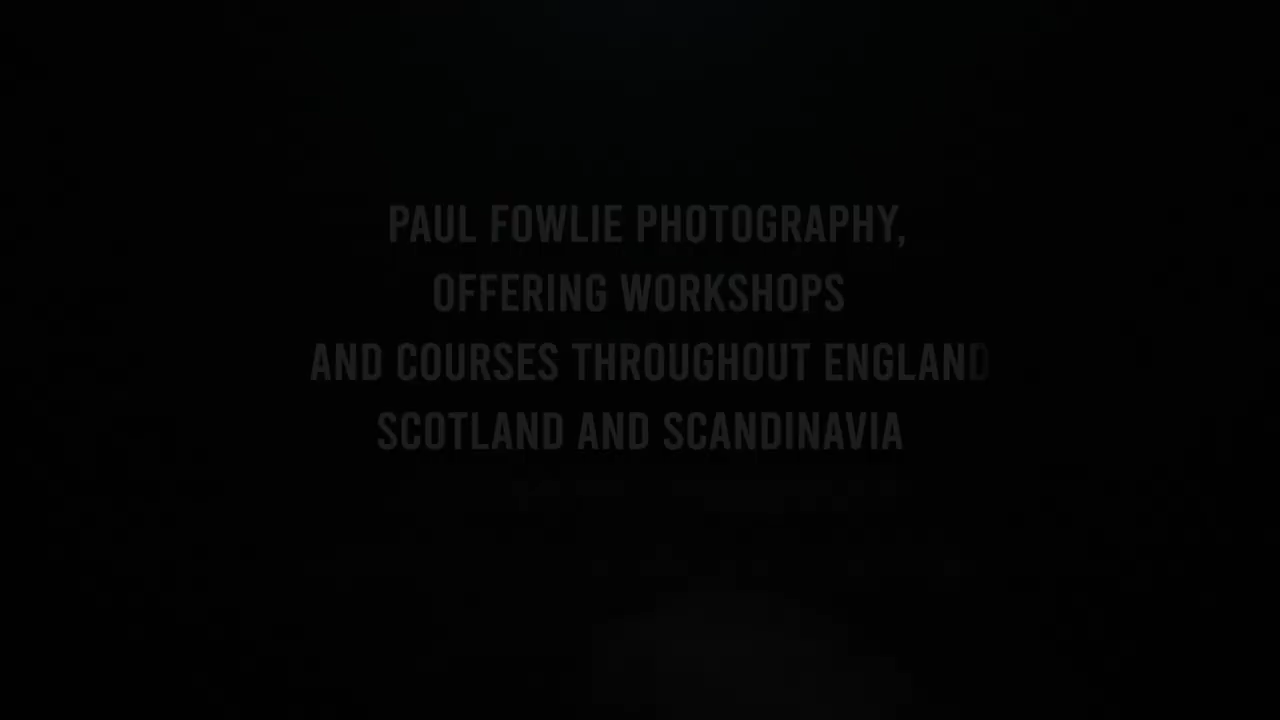 PAUL FOWLIE PHOTOGRAPHY,
OFFERING WORKSHOPS
AND COURSES THROUGHOUT ENGLAND
SCOTLAND AND SCANDINAVIA